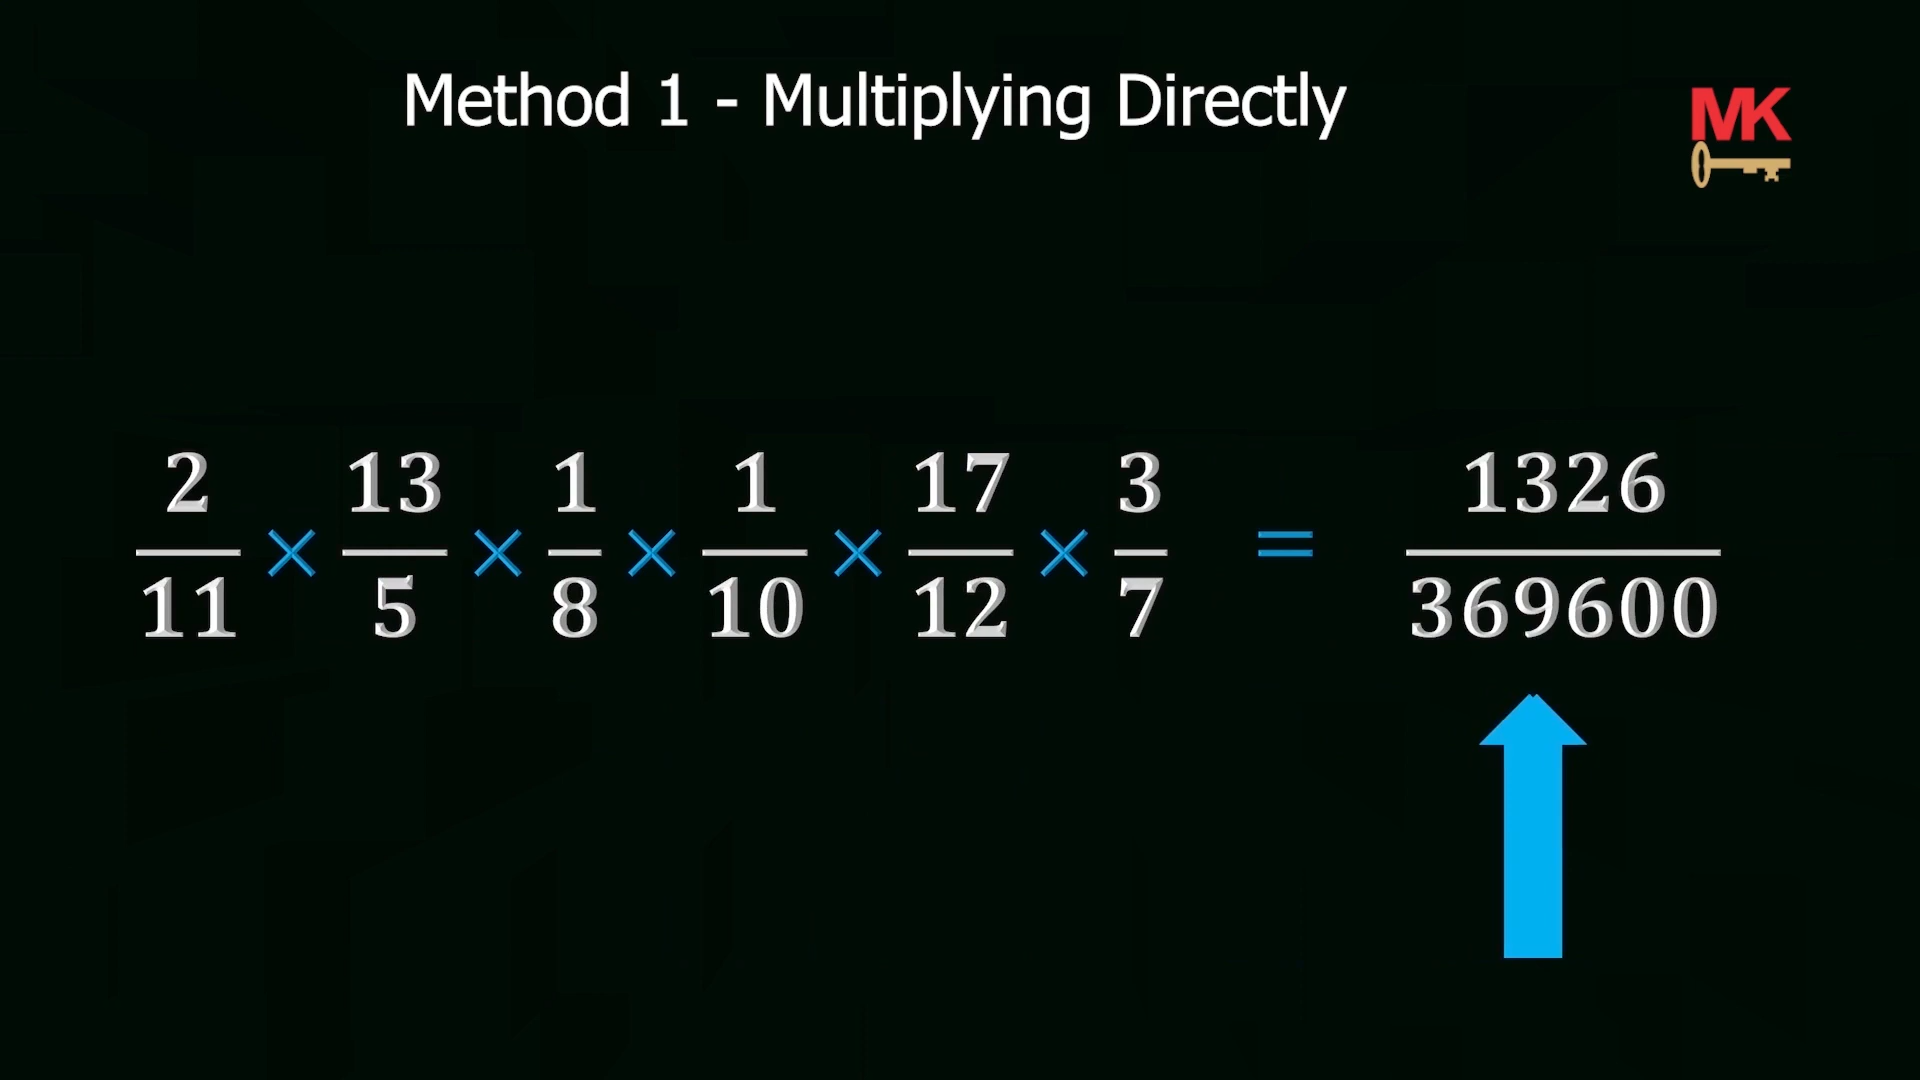 Method 1 - Multiplying Directly
MK
2/11 × 13/5 × 1/8 × 1/10 × 17/12 × 3/7 = 1326/369600